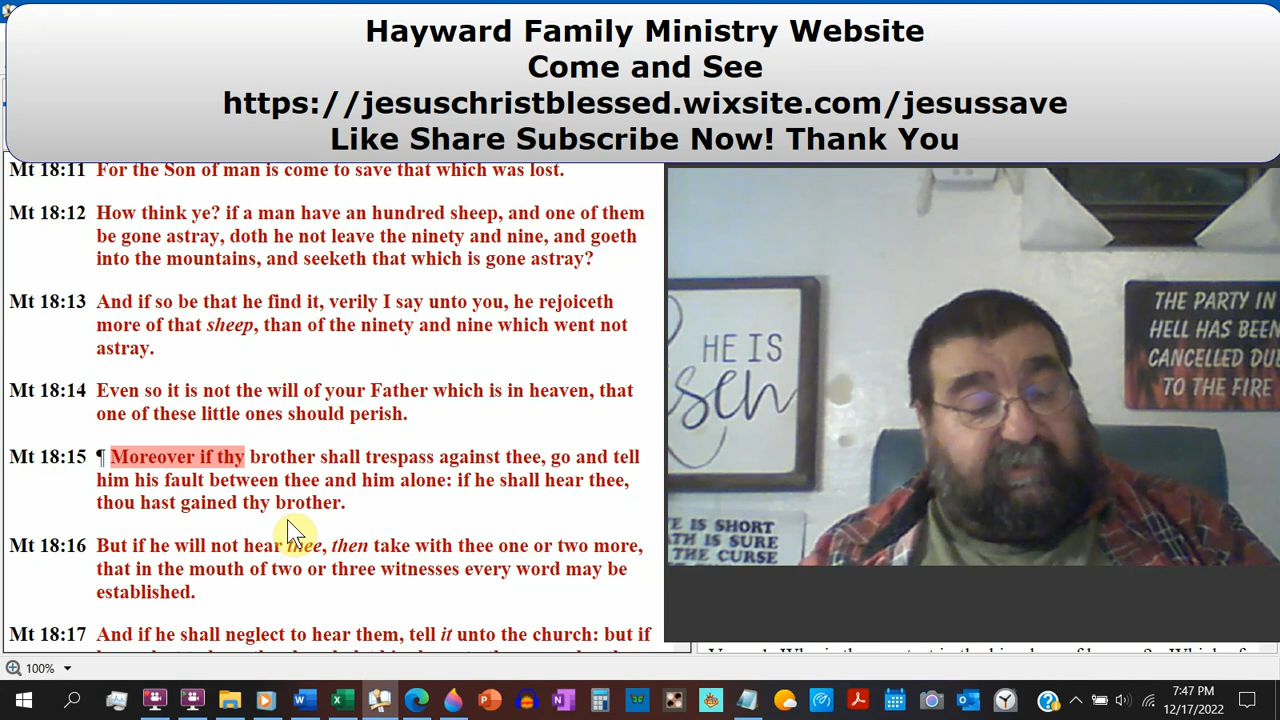 Hayward Family Ministry Website
Come and See
https://jesuschristblessed.wixsite.com/jesussave
Like Share Subscribe Now! Thank You
Mt 18:11 For the Son of man is come to save that which was lost.
Mt 18:12 How think ye? if a man have an hundred sheep, and one of them
be gone astray, doth he not leave the ninety and nine, and goeth
into the mountains, and seeketh that which is gone astray?
Mt 18:13 And if so be that he find it, verily I say unto you, he rejoiceth
more of that sheep, than of the ninety and nine which went not
astray.
Mt 18:14 Even so it is not the will of your Father which is in heaven, that
one of these little ones should perish.
Mt 18:15 ¶ Moreover if thy brother shall trespass against thee, go and tell
him his fault between thee and him alone: if he shall hear thee,
thou hast gained thy brother.
Mt 18:16 But if he will not hear thee, then take with thee one or two more,
that in the mouth of two or three witnesses every word may be
established.
Mt 18:17 And if he shall neglect to hear them, tell it unto the church: but if
HE IS
isen
THE PARTY IN
HELL HAS BEEN
CANCELLED DUE
TO THE FIRE
E IS SHORT
TH IS SURE
THE CURSE
100%
7:47 PM
12/17/2022